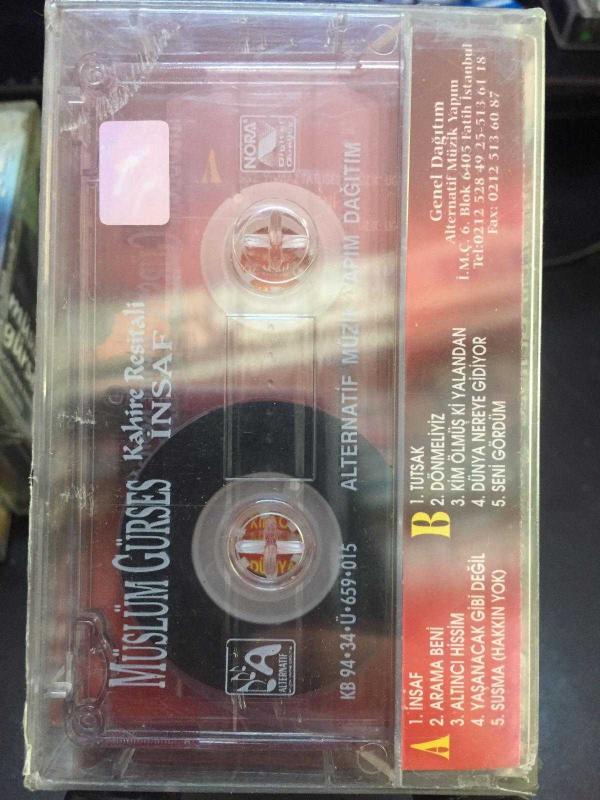 MÜSLÜM GÜRSES
Kahire Resitali
İNSAF
ALTERNATİF
A
NORA
KB 94•34•Ü•659•015
ALTERNATİF MÜZİK YAPIM DAĞITIM
A
1. İNSAF
2. ARAMA BENİ
3. ALTINCI HİSSİM
4. YAŞANACAK GİBİ DEĞİL
5. SUSMA (HAKKIN YOK)
B
1. TUTSAK
2. DÖNMELİYİZ
3. KİM ÖLMÜŞ Kİ YALANDAN
4. DÜNYA NEREYE GİDİYOR
5. SENİ GÖRDÜM
Genel Dağıtım
Alternatif Müzik Yapım
İ.M.Ç. 6. Blok 6405 Fatih İstanbul
Tel:0212 528 49 25-513 61 18
Fax: 0212 513 60 87